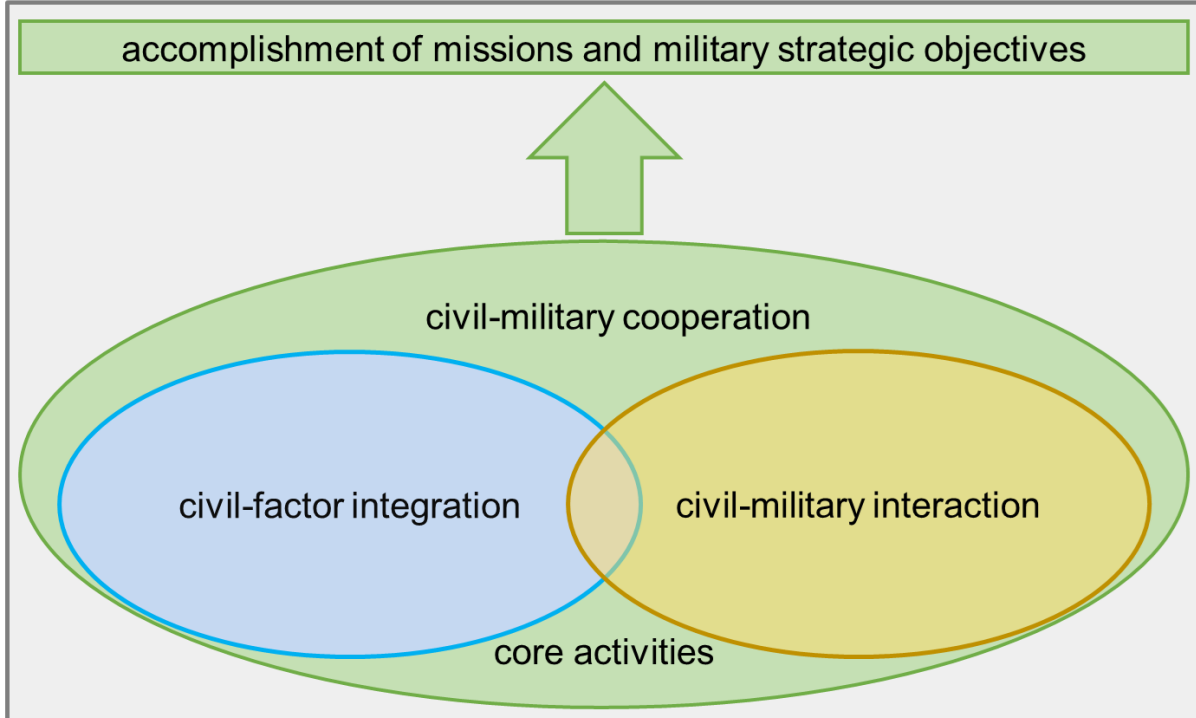 accomplishment of missions and military strategic objectives
civil-military cooperation
civil-factor integration
civil-military interaction
core activities